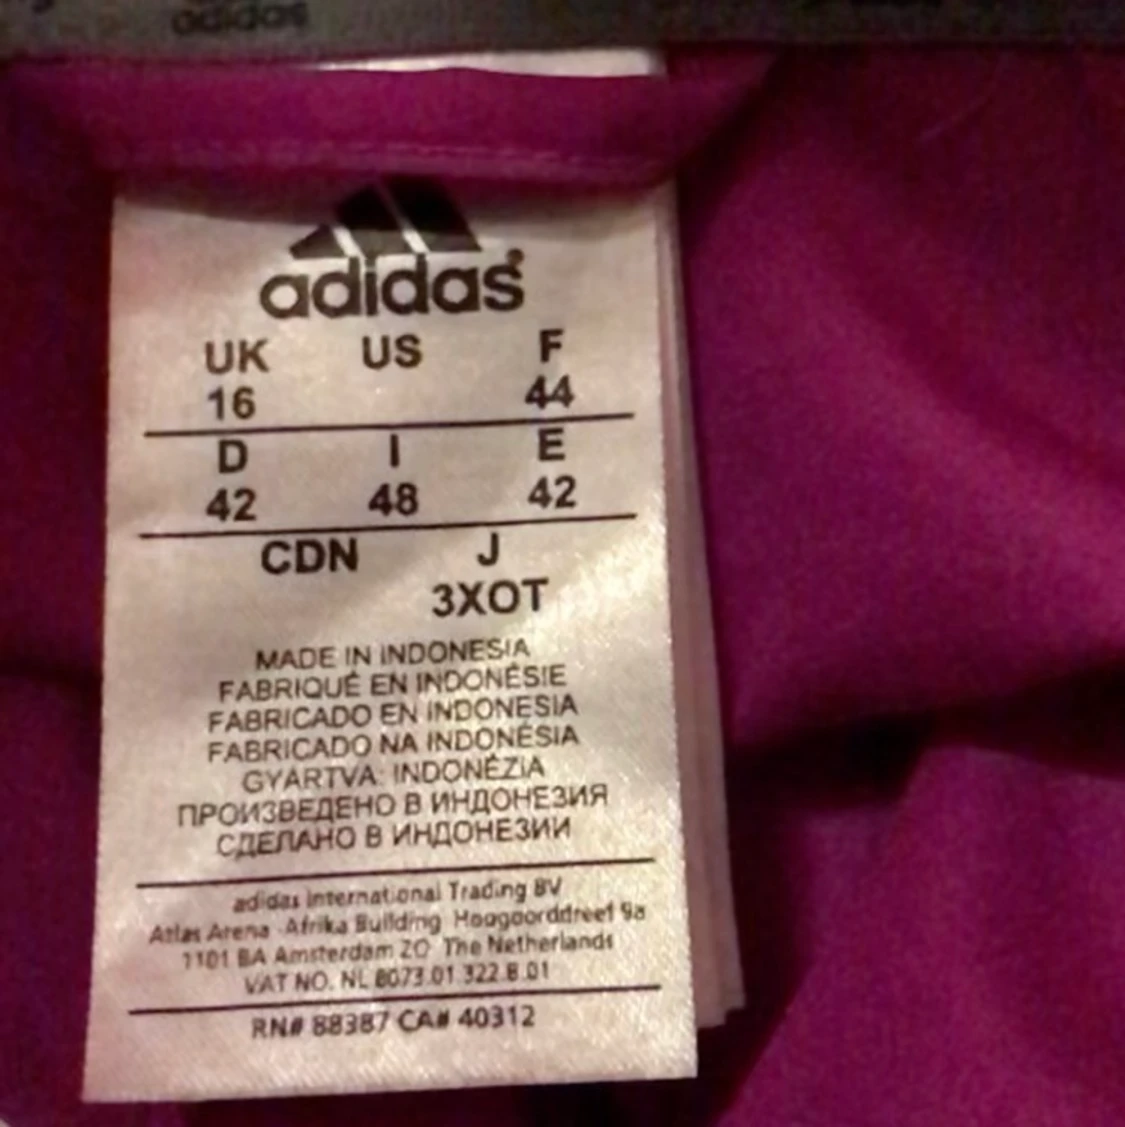 adidas
adidas
UK US F
16 44
D I E
42 48 42
CDN J
3XOT
MADE IN INDONESIA
FABRIQUÉ EN INDONÉSIE
FABRICADO EN INDONESIA
FABRICADO NA INDONÉSIA
GYARTVA: INDONÉZIA
ПРОИЗВЕДЕНО В ИНДОНЕЗИЯ
СДЕЛАНО В ИНДОНЕЗИИ
adidas International Trading BV
Atlas Arena Afrika Building Hoogoorddreef 9a
1101 BA Amsterdam ZO The Netherlands
VAT NO. NL 8073.01.322.B.01
RN# 88387 CA# 40312